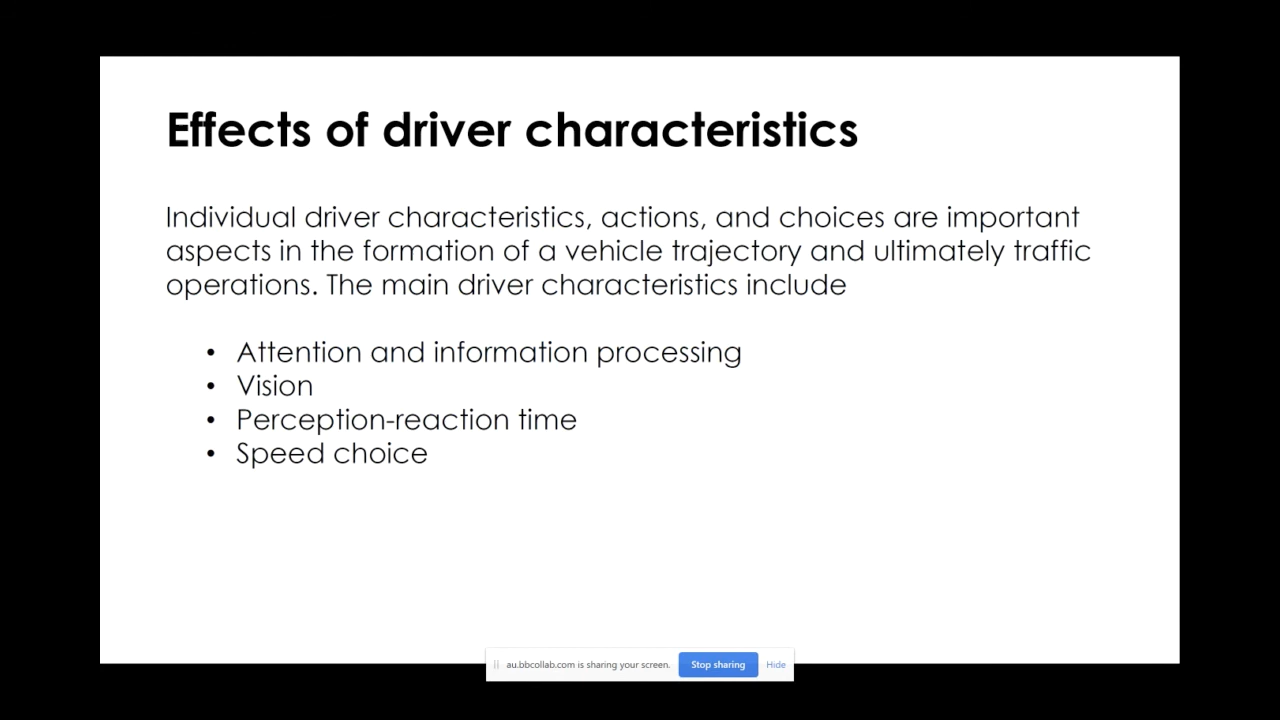 Effects of driver characteristics
Individual driver characteristics, actions, and choices are important
aspects in the formation of a vehicle trajectory and ultimately traffic
operations. The main driver characteristics include
• Attention and information processing
• Vision
• Perception-reaction time
• Speed choice
au.bbcollab.com is sharing your screen. Stop sharing Hide